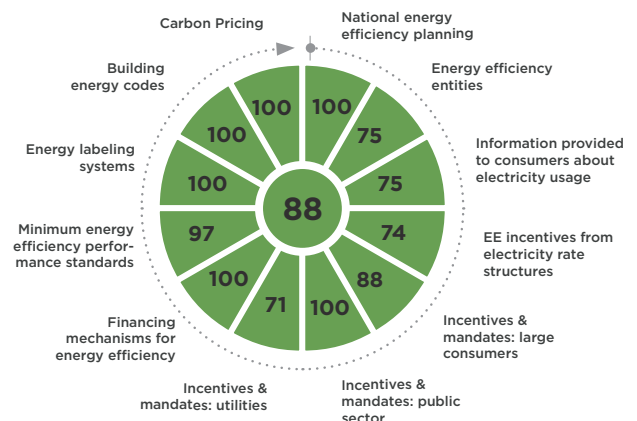 Carbon Pricing
National energy
efficiency planning
Energy efficiency
entities
Information provided
to consumers about
electricity usage
EE incentives from
electricity rate
structures
Incentives &
mandates: large
consumers
Incentives &
mandates: public
sector
Incentives &
mandates: utilities
Financing
mechanisms for
energy efficiency
Minimum energy
efficiency perfor-
mance standards
Energy labeling
systems
Building
energy codes
100
100
75
75
74
88
100
71
100
97
100
100
88